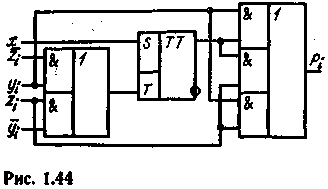 & 1
x S TT
z̄ᵢ & 1 pᵢ
&
yᵢ
zᵢ & T &
ȳᵢ
Рис. 1.44